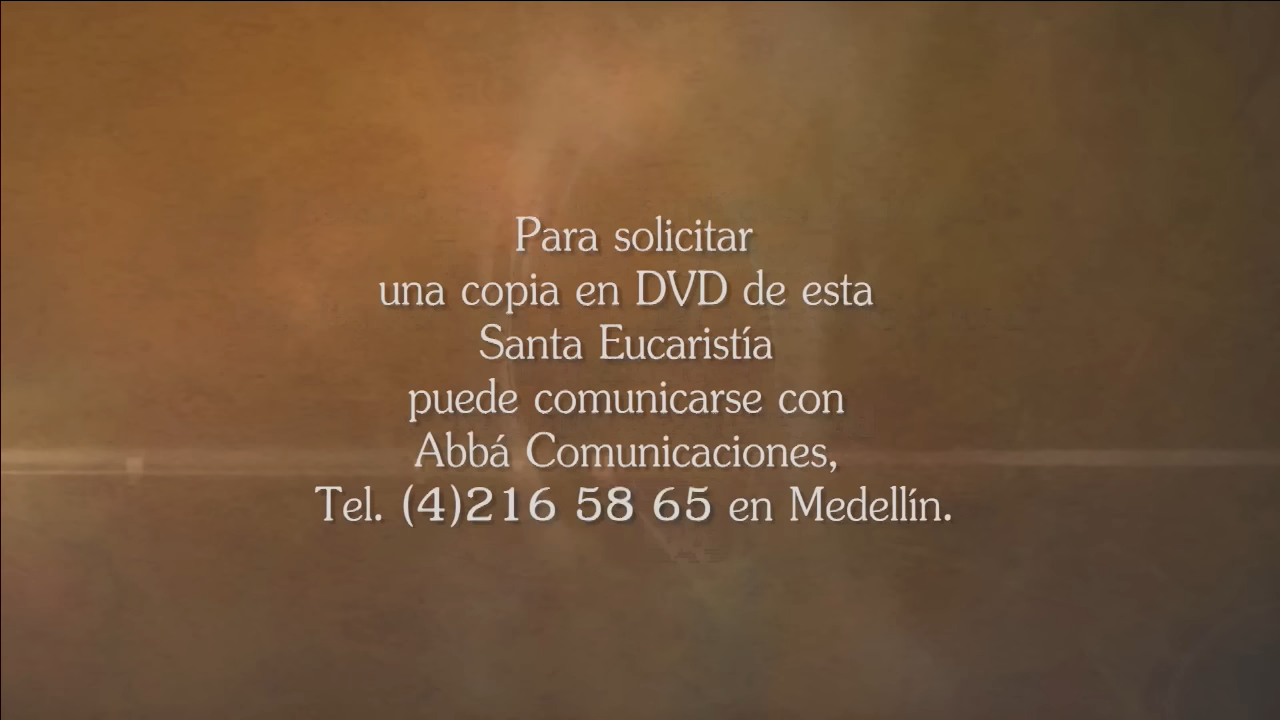 Para solicitar
una copia en DVD de esta
Santa Eucaristía
puede comunicarse con
Abbá Comunicaciones,
Tel. (4)216 58 65 en Medellín.